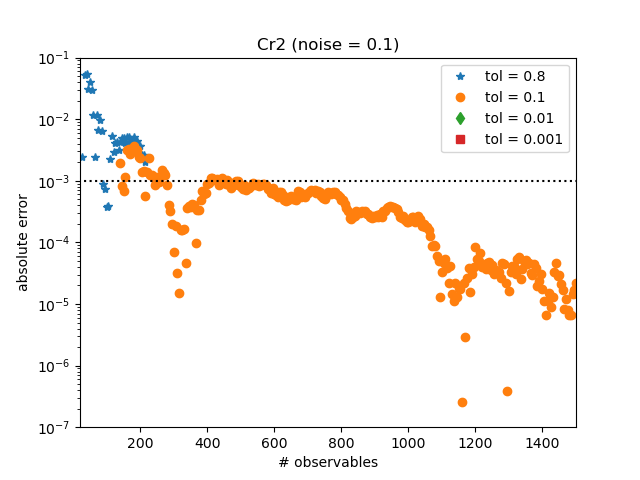 Cr2 (noise = 0.1)
tol = 0.8
tol = 0.1
tol = 0.01
tol = 0.001
absolute error
10⁻¹
10⁻²
10⁻³
10⁻⁴
10⁻⁵
10⁻⁶
10⁻⁷
200 400 600 800 1000 1200 1400
# observables